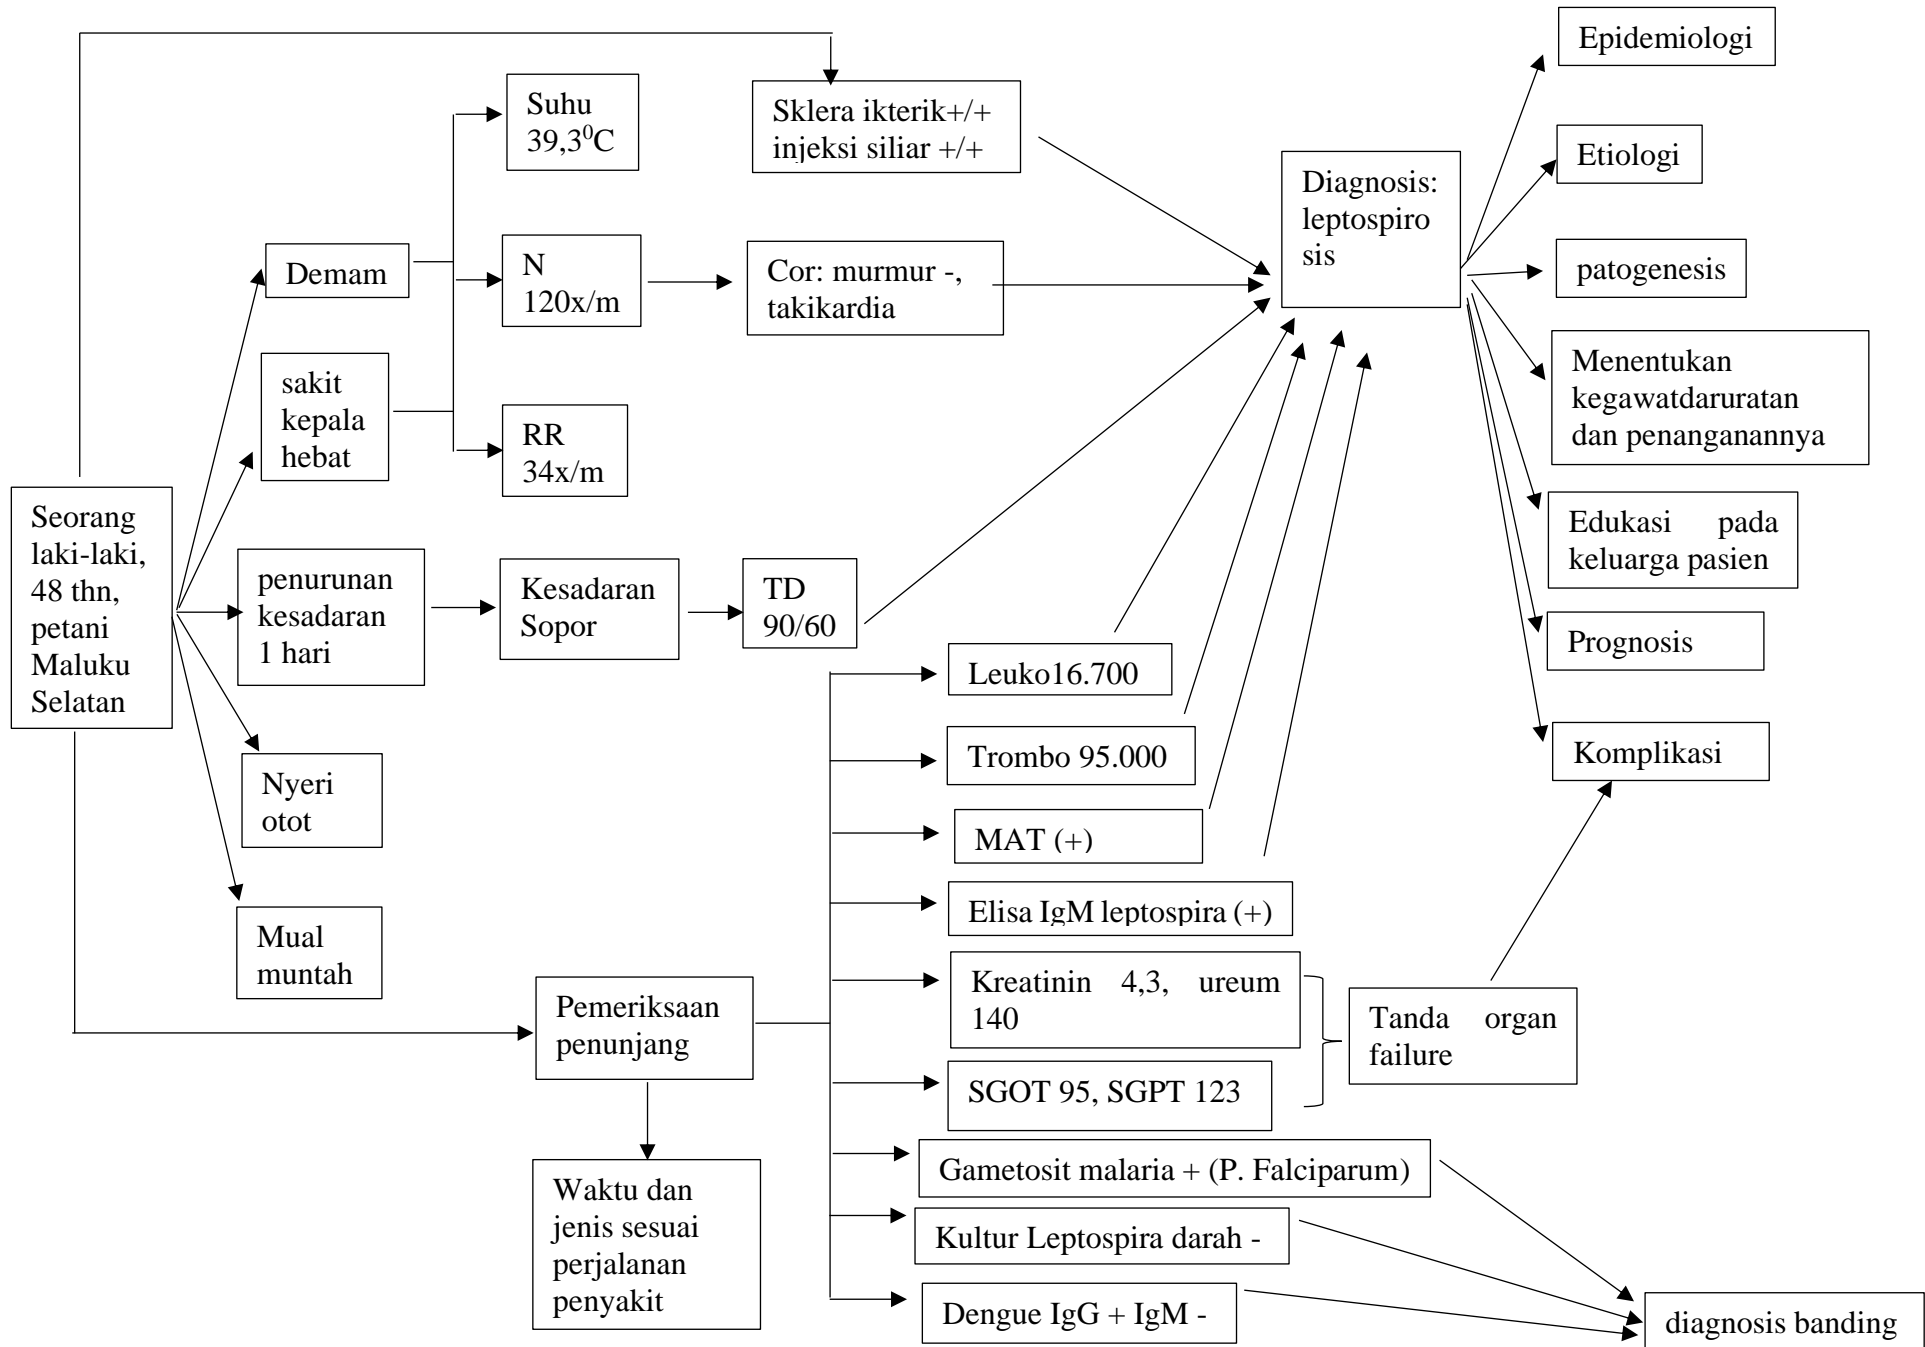 Epidemiologi
Suhu
39,3⁰C
Sklera ikterik+/+
injeksi siliar +/+
Etiologi
Diagnosis:
leptospiro
sis
Demam
N
120x/m
Cor: murmur -,
takikardia
patogenesis
sakit
kepala
hebat
RR
34x/m
Menentukan
kegawatdaruratan
dan penanganannya
Seorang
laki-laki,
48 thn,
petani
Maluku
Selatan
penurunan
kesadaran
1 hari
Kesadaran
Sopor
TD
90/60
Edukasi pada
keluarga pasien
Prognosis
Leuko16.700
Nyeri
otot
Trombo 95.000
Komplikasi
MAT (+)
Mual
muntah
Elisa IgM leptospira (+)
Pemeriksaan
penunjang
Kreatinin 4,3, ureum
140
Tanda organ
failure
SGOT 95, SGPT 123
Gametosit malaria + (P. Falciparum)
Waktu dan
jenis sesuai
perjalanan
penyakit
Kultur Leptospira darah -
Dengue IgG + IgM -
diagnosis banding